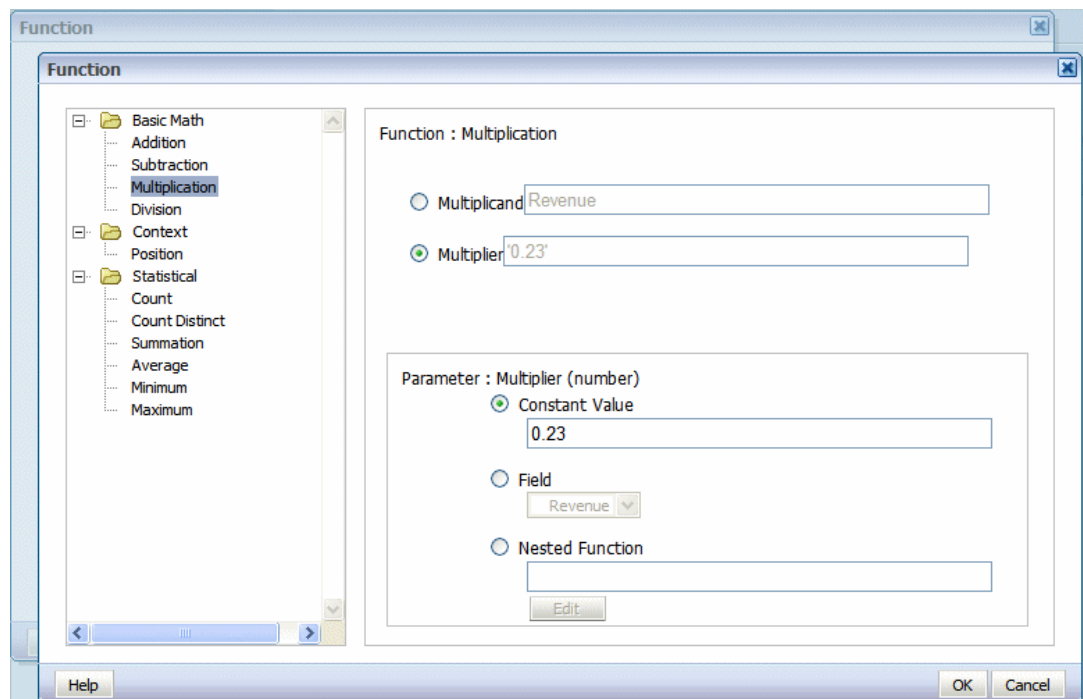 Function
Function
Basic Math
Addition
Subtraction
Multiplication
Division
Context
Position
Statistical
Count
Count Distinct
Summation
Average
Minimum
Maximum
Function : Multiplication
Multiplicand Revenue
Multiplier '0.23'
Parameter : Multiplier (number)
Constant Value
0.23
Field
Revenue
Nested Function
Edit
Help
OK
Cancel